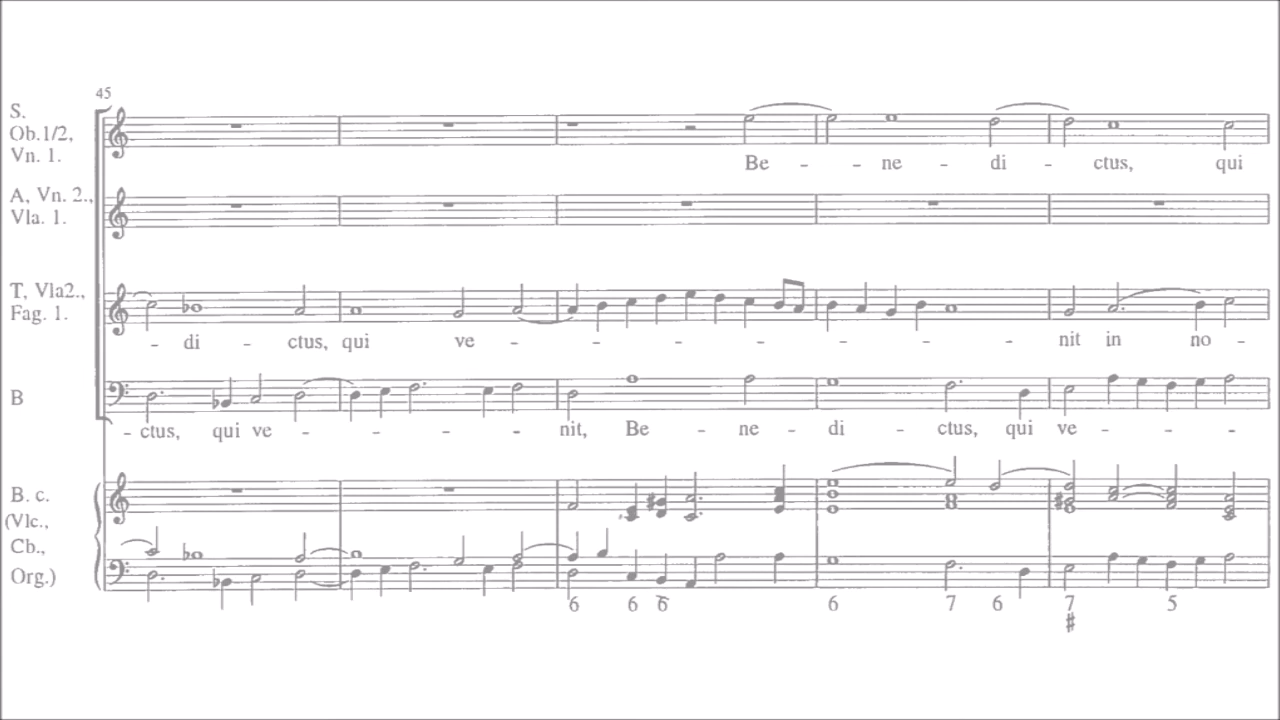 45
S.
Ob.1/2,
Vn. 1.
Be - - ne - di - ctus, qui
A, Vn. 2.,
Vla. 1.
T, Vla2.,
Fag. 1.
- di - ctus, qui ve - - - - - - - nit in no -
B
- ctus, qui ve - - - - nit, Be - ne - di - ctus, qui ve - - -
B. c.
(Vlc.,
Cb.,
Org.)
6 6 6 6 7 6 7 5
♯